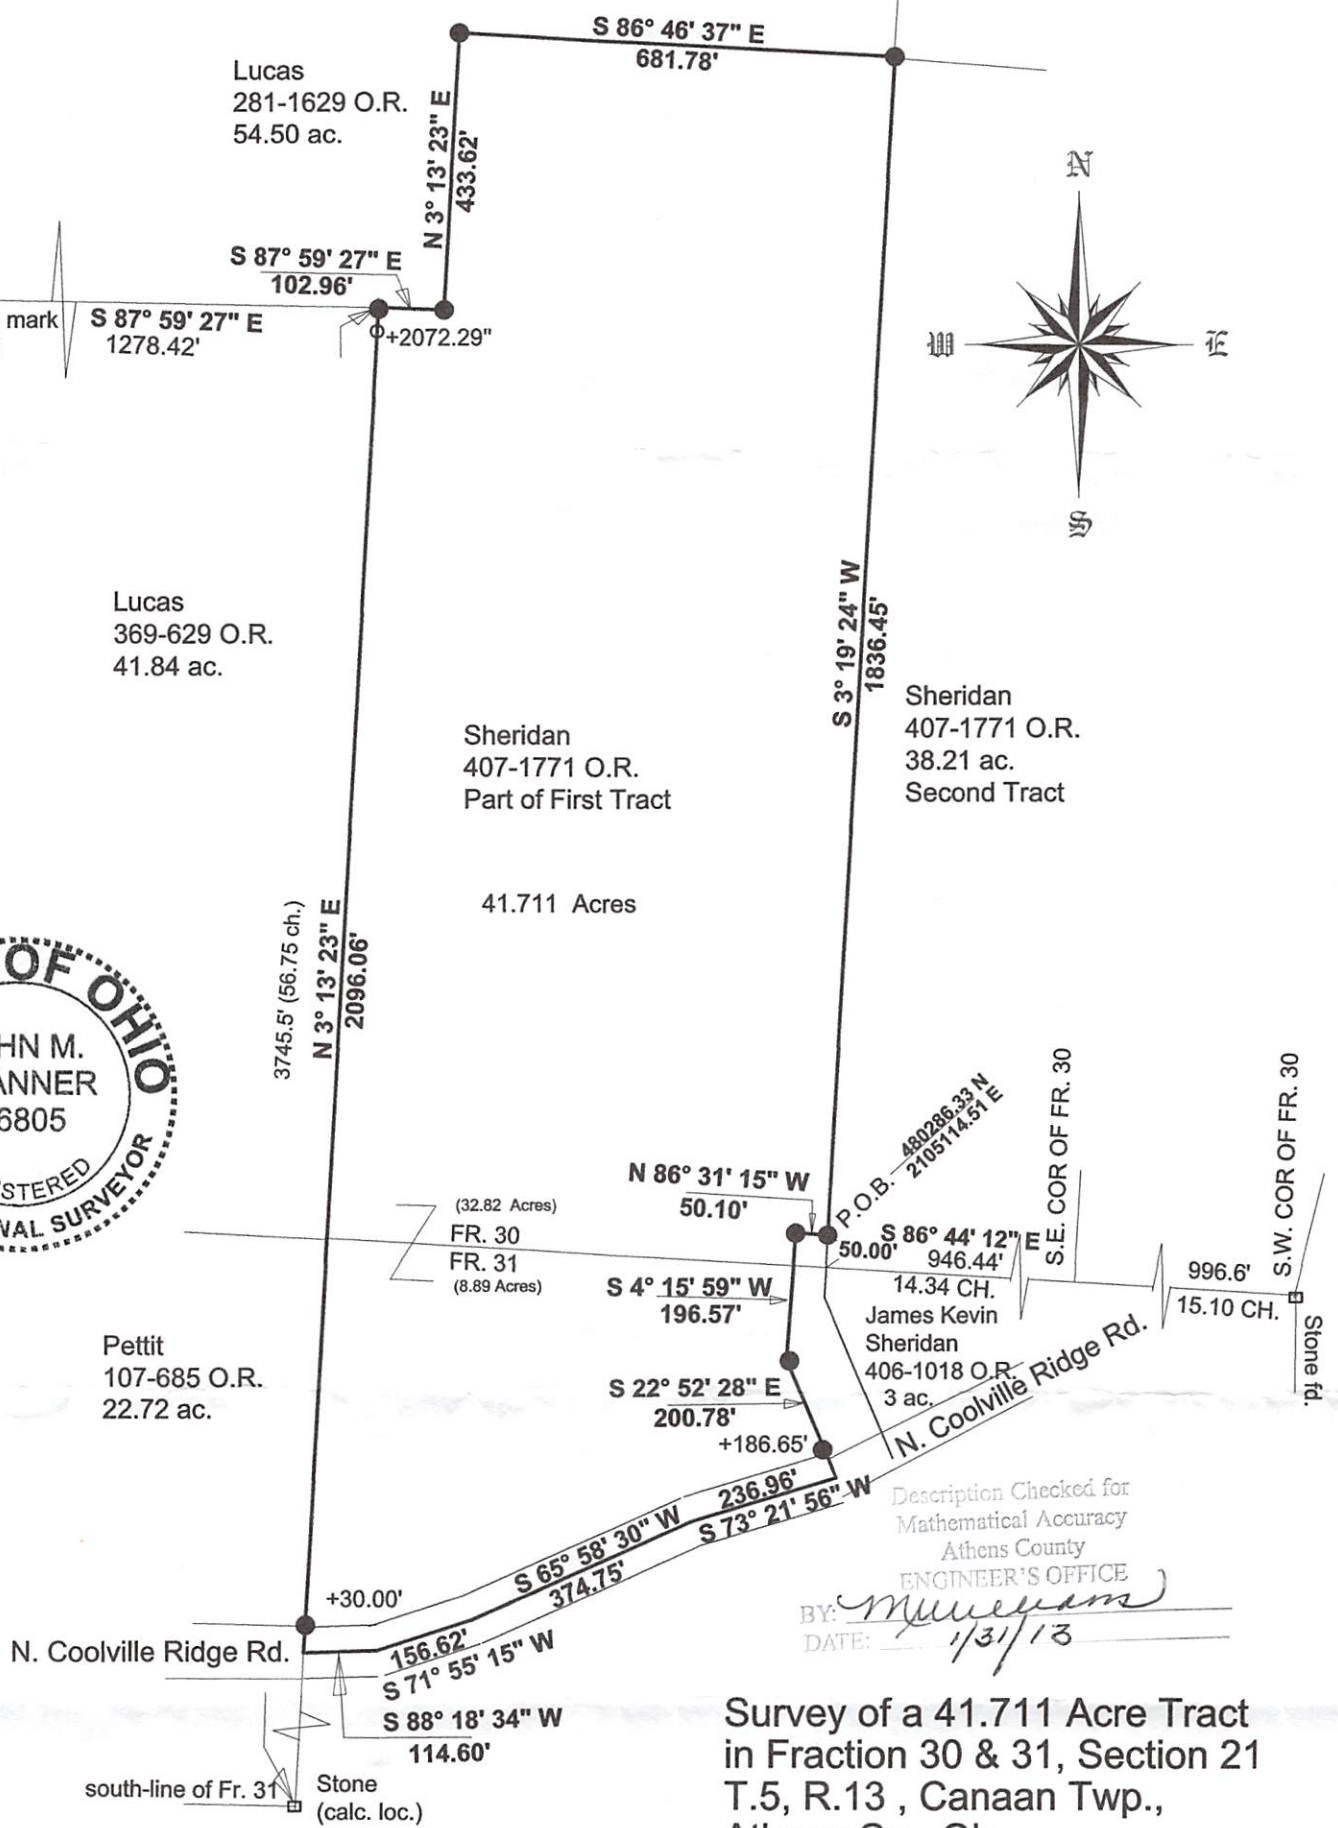 S 86° 46' 37" E
681.78'
Lucas
281-1629 O.R.
54.50 ac.
N 3° 13' 23" E
433.62'
N
W
E
S
S 87° 59' 27" E
102.96'
mark
S 87° 59' 27" E
1278.42'
+2072.29"
Lucas
369-629 O.R.
41.84 ac.
S 3° 19' 24" W
1836.45'
Sheridan
407-1771 O.R.
38.21 ac.
Second Tract
Sheridan
407-1771 O.R.
Part of First Tract
41.711 Acres
3745.5' (56.75 ch.)
N 3° 13' 23" E
2096.06'
OF OHIO
HN M.
ANNER
6805
STERED
NAL SURVEYOR
N 86° 31' 15" W
50.10'
P.O.B.
480286.33 N
2105114.51 E
S.E. COR OF FR. 30
S.W. COR OF FR. 30
(32.82 Acres)
FR. 30
FR. 31
(8.89 Acres)
50.00'
S 86° 44' 12" E
946.44'
14.34 CH.
996.6'
15.10 CH.
Stone fd.
S 4° 15' 59" W
196.57'
James Kevin
Sheridan
406-1018 O.R.
3 ac.
N. Coolville Ridge Rd.
Pettit
107-685 O.R.
22.72 ac.
S 22° 52' 28" E
200.78'
+186.65'
236.96'
S 73° 21' 56" W
S 65° 58' 30" W
374.75'
Description Checked for
Mathematical Accuracy
Athens County
ENGINEER'S OFFICE
BY:
DATE: 1/31/13
+30.00'
N. Coolville Ridge Rd.
156.62'
S 71° 55' 15" W
S 88° 18' 34" W
114.60'
south-line of Fr. 31
Stone
(calc. loc.)
Survey of a 41.711 Acre Tract
in Fraction 30 & 31, Section 21
T.5, R.13 , Canaan Twp.,